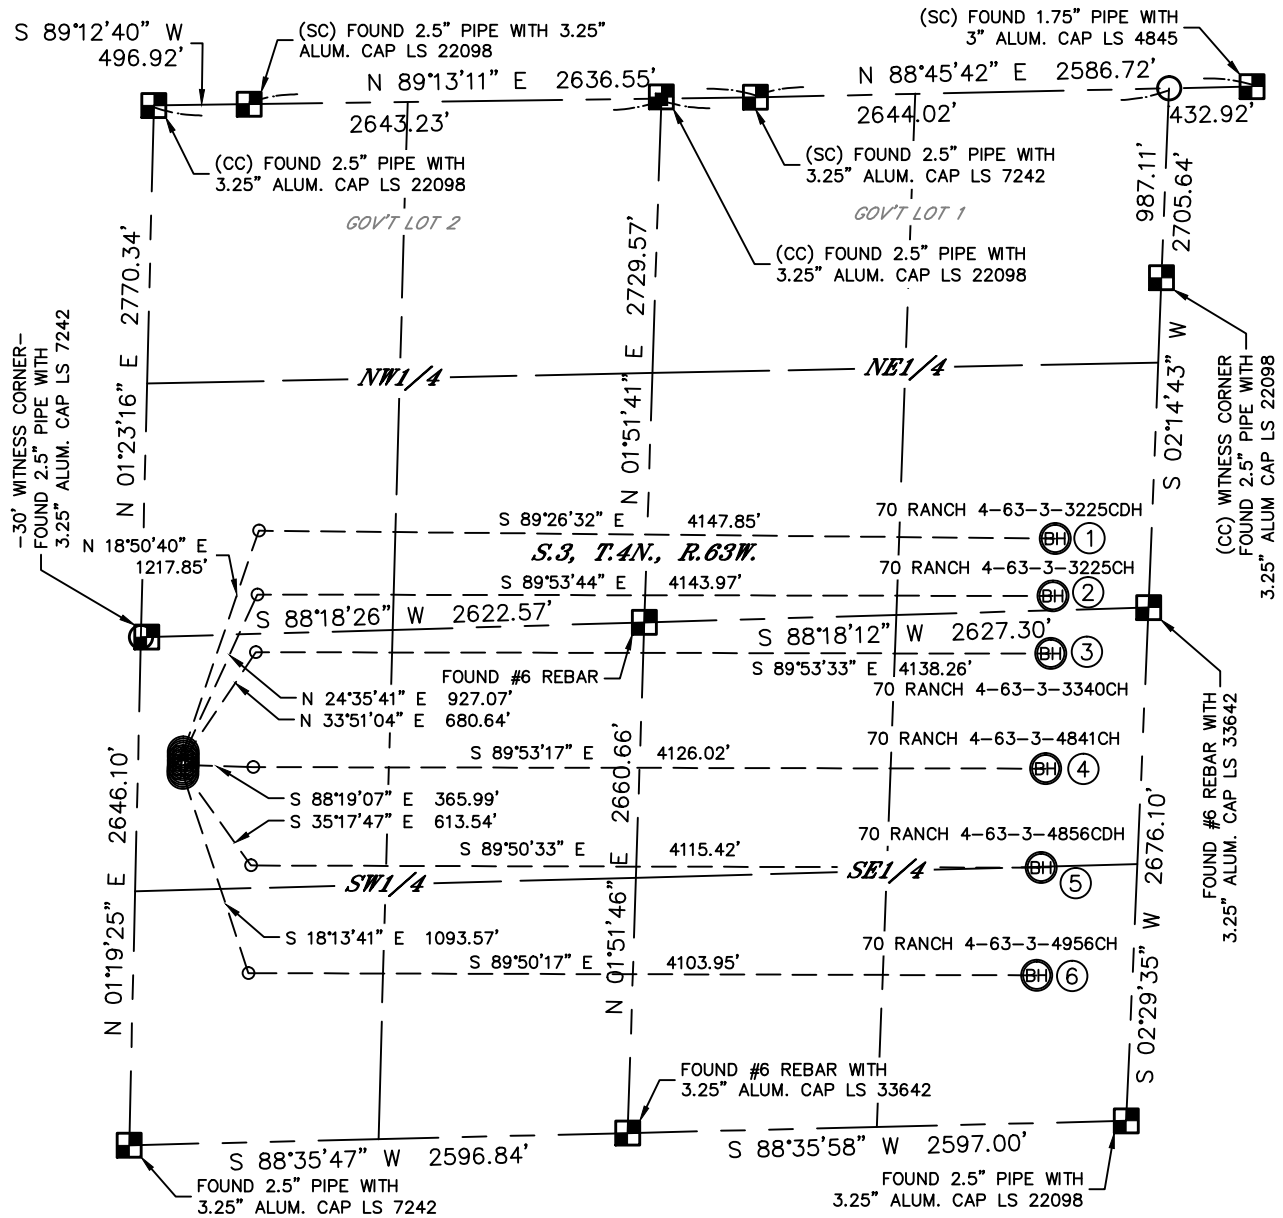 S 89°12'40" W
496.92'
(SC) FOUND 2.5" PIPE WITH 3.25"
ALUM. CAP LS 22098
(SC) FOUND 1.75" PIPE WITH
3" ALUM. CAP LS 4845
N 89°13'11" E 2636.55'
N 88°45'42" E 2586.72'
2643.23'
2644.02'
432.92'
(CC) FOUND 2.5" PIPE WITH
3.25" ALUM. CAP LS 22098
(SC) FOUND 2.5" PIPE WITH
3.25" ALUM. CAP LS 7242
GOV'T LOT 2
GOV'T LOT 1
(CC) FOUND 2.5" PIPE WITH
3.25" ALUM. CAP LS 22098
987.11'
2705.64'
N 01°23'16" E 2770.34'
N 01°51'41" E 2729.57'
S 02°14'43" W
-30' WITNESS CORNER-
FOUND 2.5" PIPE WITH
3.25" ALUM. CAP LS 7242
(CC) WITNESS CORNER
FOUND 2.5" PIPE WITH
3.25" ALUM CAP LS 22098
NW1/4
NE1/4
S 89°26'32" E 4147.85'
70 RANCH 4-63-3-3225CDH
BH 1
N 18°50'40" E
1217.85'
S.3, T.4N., R.63W.
S 89°53'44" E 4143.97'
70 RANCH 4-63-3-3225CH
BH 2
S 88°18'26" W 2622.57'
S 88°18'12" W 2627.30'
BH 3
S 89°53'33" E 4138.26'
FOUND #6 REBAR
70 RANCH 4-63-3-3340CH
N 24°35'41" E 927.07'
N 33°51'04" E 680.64'
S 89°53'17" E 4126.02'
70 RANCH 4-63-3-4841CH
BH 4
S 88°19'07" E 365.99'
S 35°17'47" E 613.54'
S 89°50'33" E 4115.42'
70 RANCH 4-63-3-4856CDH
BH 5
SW1/4
SE1/4
S 18°13'41" E 1093.57'
S 89°50'17" E 4103.95'
70 RANCH 4-63-3-4956CH
BH 6
N 01°19'25" E 2646.10'
N 01°51'46" E 2660.66'
S 02°29'35" W 2676.10'
FOUND #6 REBAR WITH
3.25" ALUM. CAP LS 33642
FOUND #6 REBAR WITH
3.25" ALUM. CAP LS 33642
S 88°35'47" W 2596.84'
S 88°35'58" W 2597.00'
FOUND 2.5" PIPE WITH
3.25" ALUM. CAP LS 7242
FOUND 2.5" PIPE WITH
3.25" ALUM. CAP LS 22098